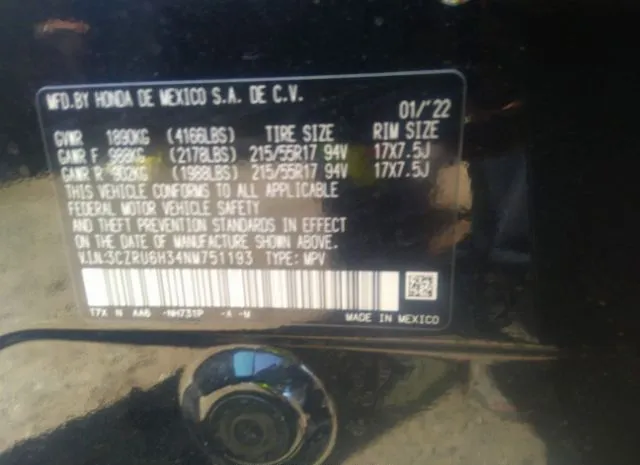 MFD.BY HONDA DE MEXICO S.A. DE C.V.
01/'22
GVWR 1890KG (4166LBS) TIRE SIZE RIM SIZE
GAWR F 988KG (2178LBS) 215/55R17 94V 17X7.5J
GAWR R 902KG (1988LBS) 215/55R17 94V 17X7.5J
THIS VEHICLE CONFORMS TO ALL APPLICABLE
FEDERAL MOTOR VEHICLE SAFETY
AND THEFT PREVENTION STANDARDS IN EFFECT
ON THE DATE OF MANUFACTURE SHOWN ABOVE.
V.I.N:3CZRU6H34NM751193 TYPE: MPV
T7X N AA6 -NH731P -A -M
MADE IN MEXICO